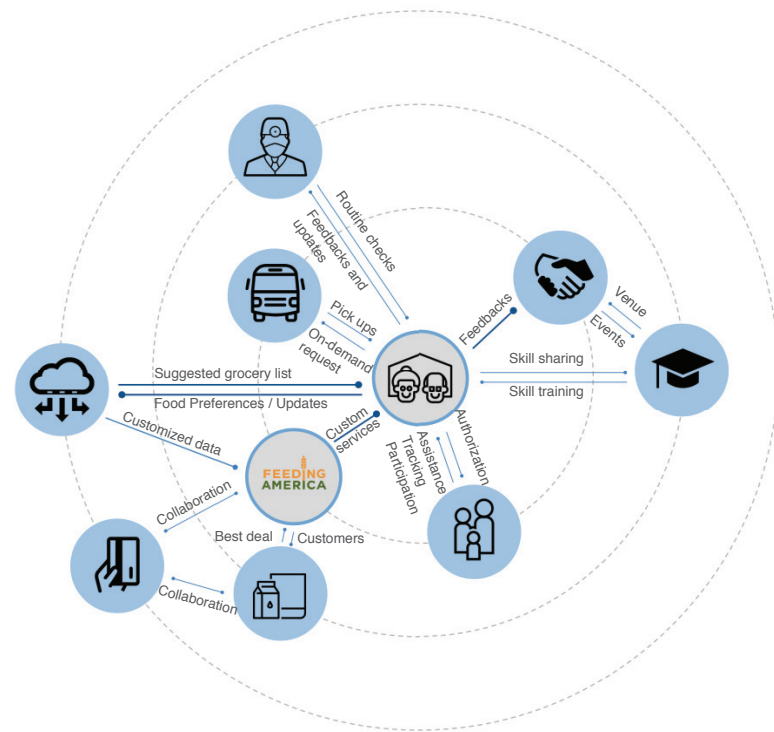 Routine checks
Feedbacks and
updates
Pick ups
On-demand
request
Feedbacks
Venue
Events
Suggested grocery list
Food Preferences / Updates
Skill sharing
Skill training
Customized data
Custom
services
Authorization
Assistance
Tracking
Participation
FEEDING
AMERICA
Collaboration
Best deal
Customers
Collaboration